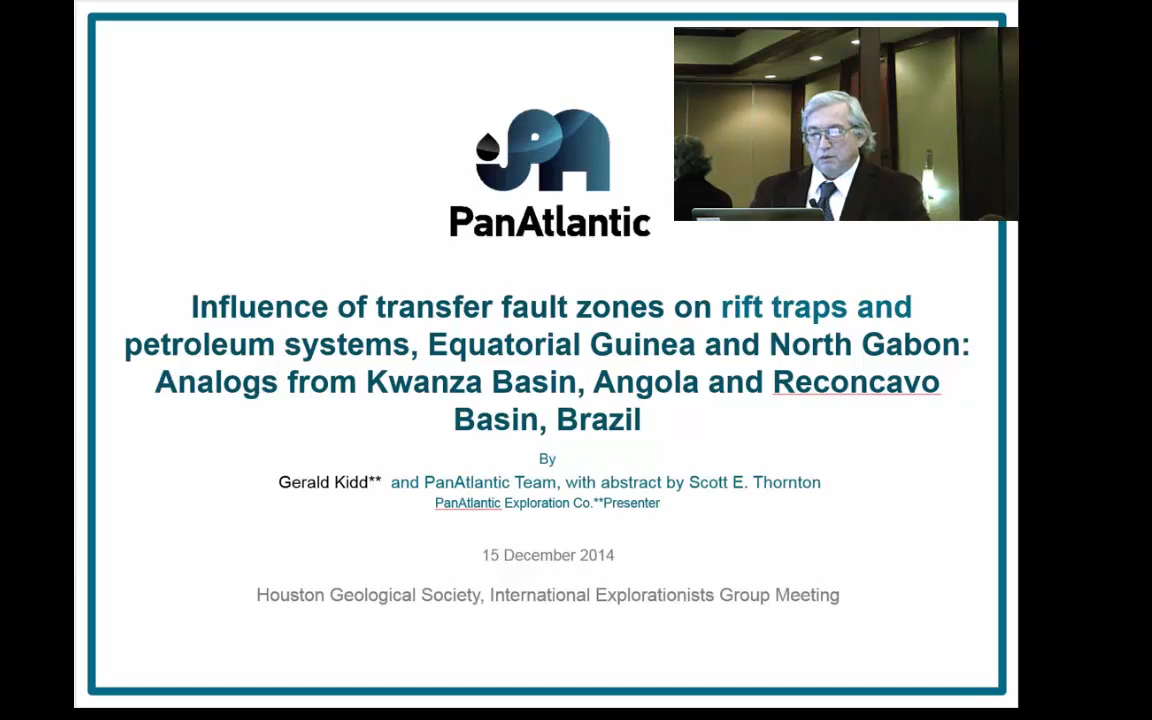 PA
PanAtlantic
Influence of transfer fault zones on rift traps and
petroleum systems, Equatorial Guinea and North Gabon:
Analogs from Kwanza Basin, Angola and Reconcavo
Basin, Brazil
By
Gerald Kidd** and PanAtlantic Team, with abstract by Scott E. Thornton
PanAtlantic Exploration Co.**Presenter
15 December 2014
Houston Geological Society, International Explorationists Group Meeting